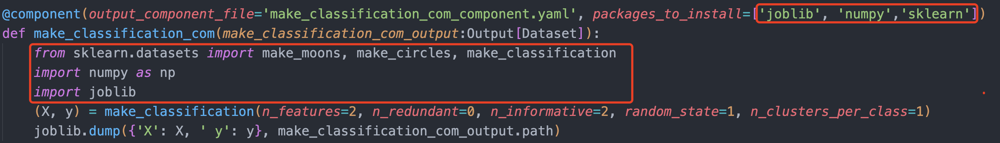 @component(output_component_file='make_classification_com_component.yaml', packages_to_install=['joblib', 'numpy','sklearn'])
def make_classification_com(make_classification_com_output:Output[Dataset]):
    from sklearn.datasets import make_moons, make_circles, make_classification
    import numpy as np
    import joblib
    (X, y) = make_classification(n_features=2, n_redundant=0, n_informative=2, random_state=1, n_clusters_per_class=1)
    joblib.dump({'X': X, ' y': y}, make_classification_com_output.path)